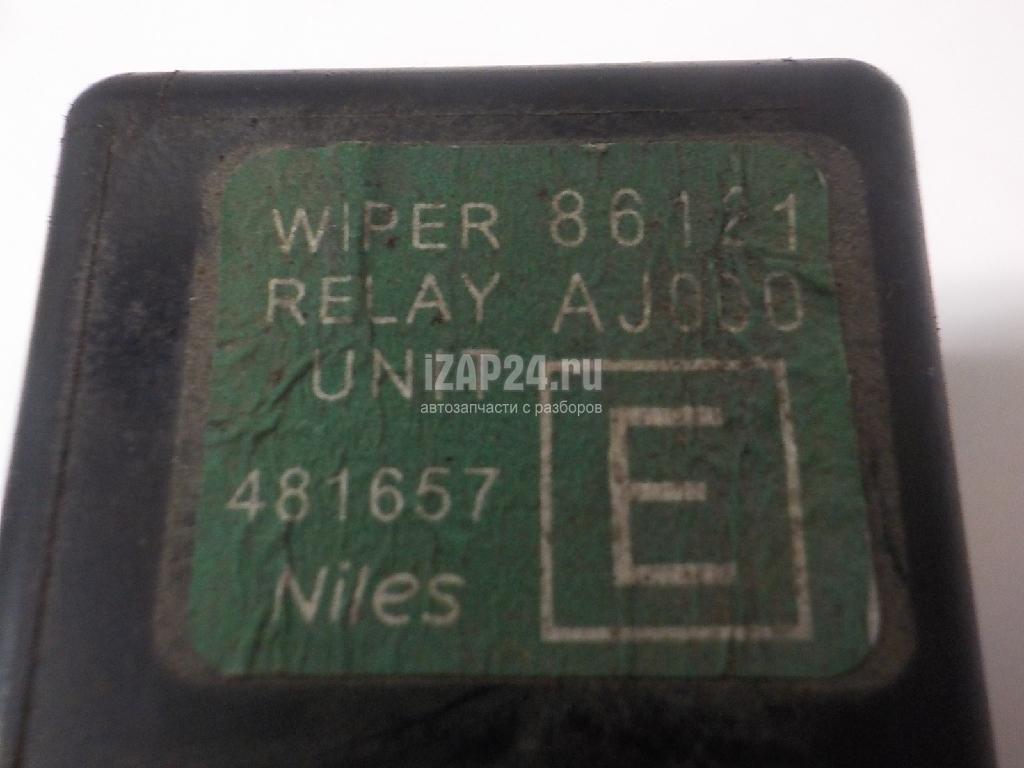 WIPER 86121
RELAY AJ000
UNIT
iZAP24.ru
автозапчасти с разборов
E
481657
Niles